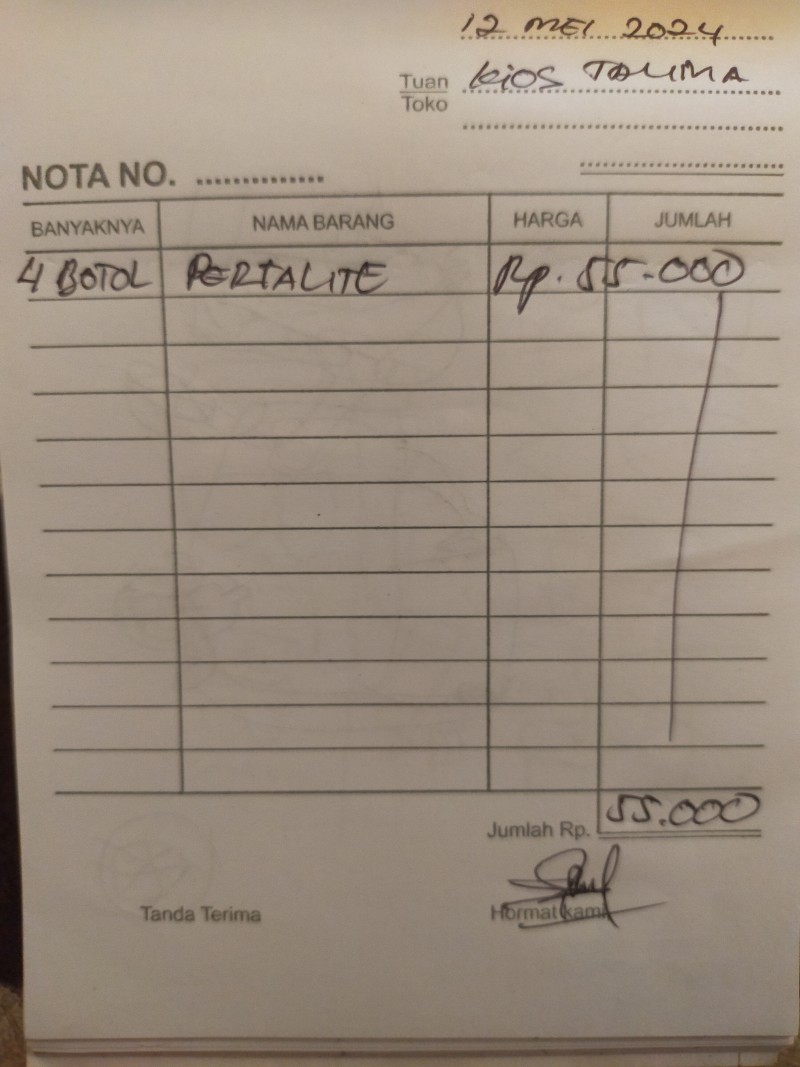 12 MEI 2024
Tuan
Toko
Kios TALIMA
NOTA NO. ..............
BANYAKNYA NAMA BARANG HARGA JUMLAH
4 BOTOL PERTALITE Rp. 55.000
Jumlah Rp. 55.000
Tanda Terima Hormat kami